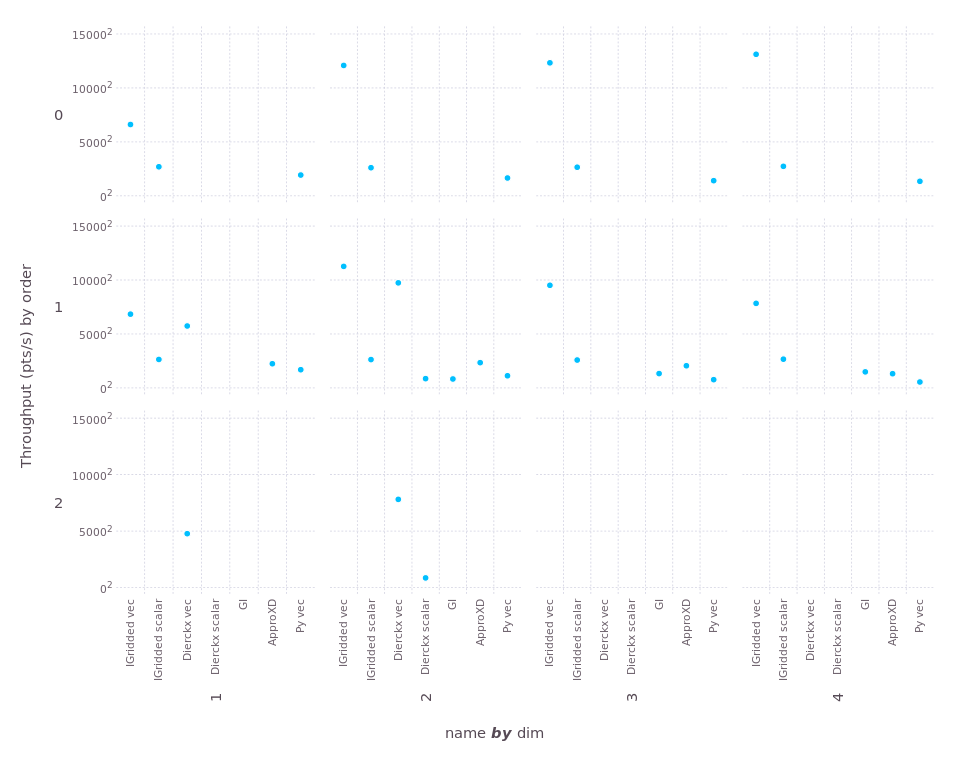 Throughput (pts/s) by order
0
15000²
10000²
5000²
0²
1
15000²
10000²
5000²
0²
2
15000²
10000²
5000²
0²
IGridded vec
IGridded scalar
Dierckx vec
Dierckx scalar
GI
ApproXD
Py vec
IGridded vec
IGridded scalar
Dierckx vec
Dierckx scalar
GI
ApproXD
Py vec
IGridded vec
IGridded scalar
Dierckx vec
Dierckx scalar
GI
ApproXD
Py vec
IGridded vec
IGridded scalar
Dierckx vec
Dierckx scalar
GI
ApproXD
Py vec
1
2
3
4
name by dim